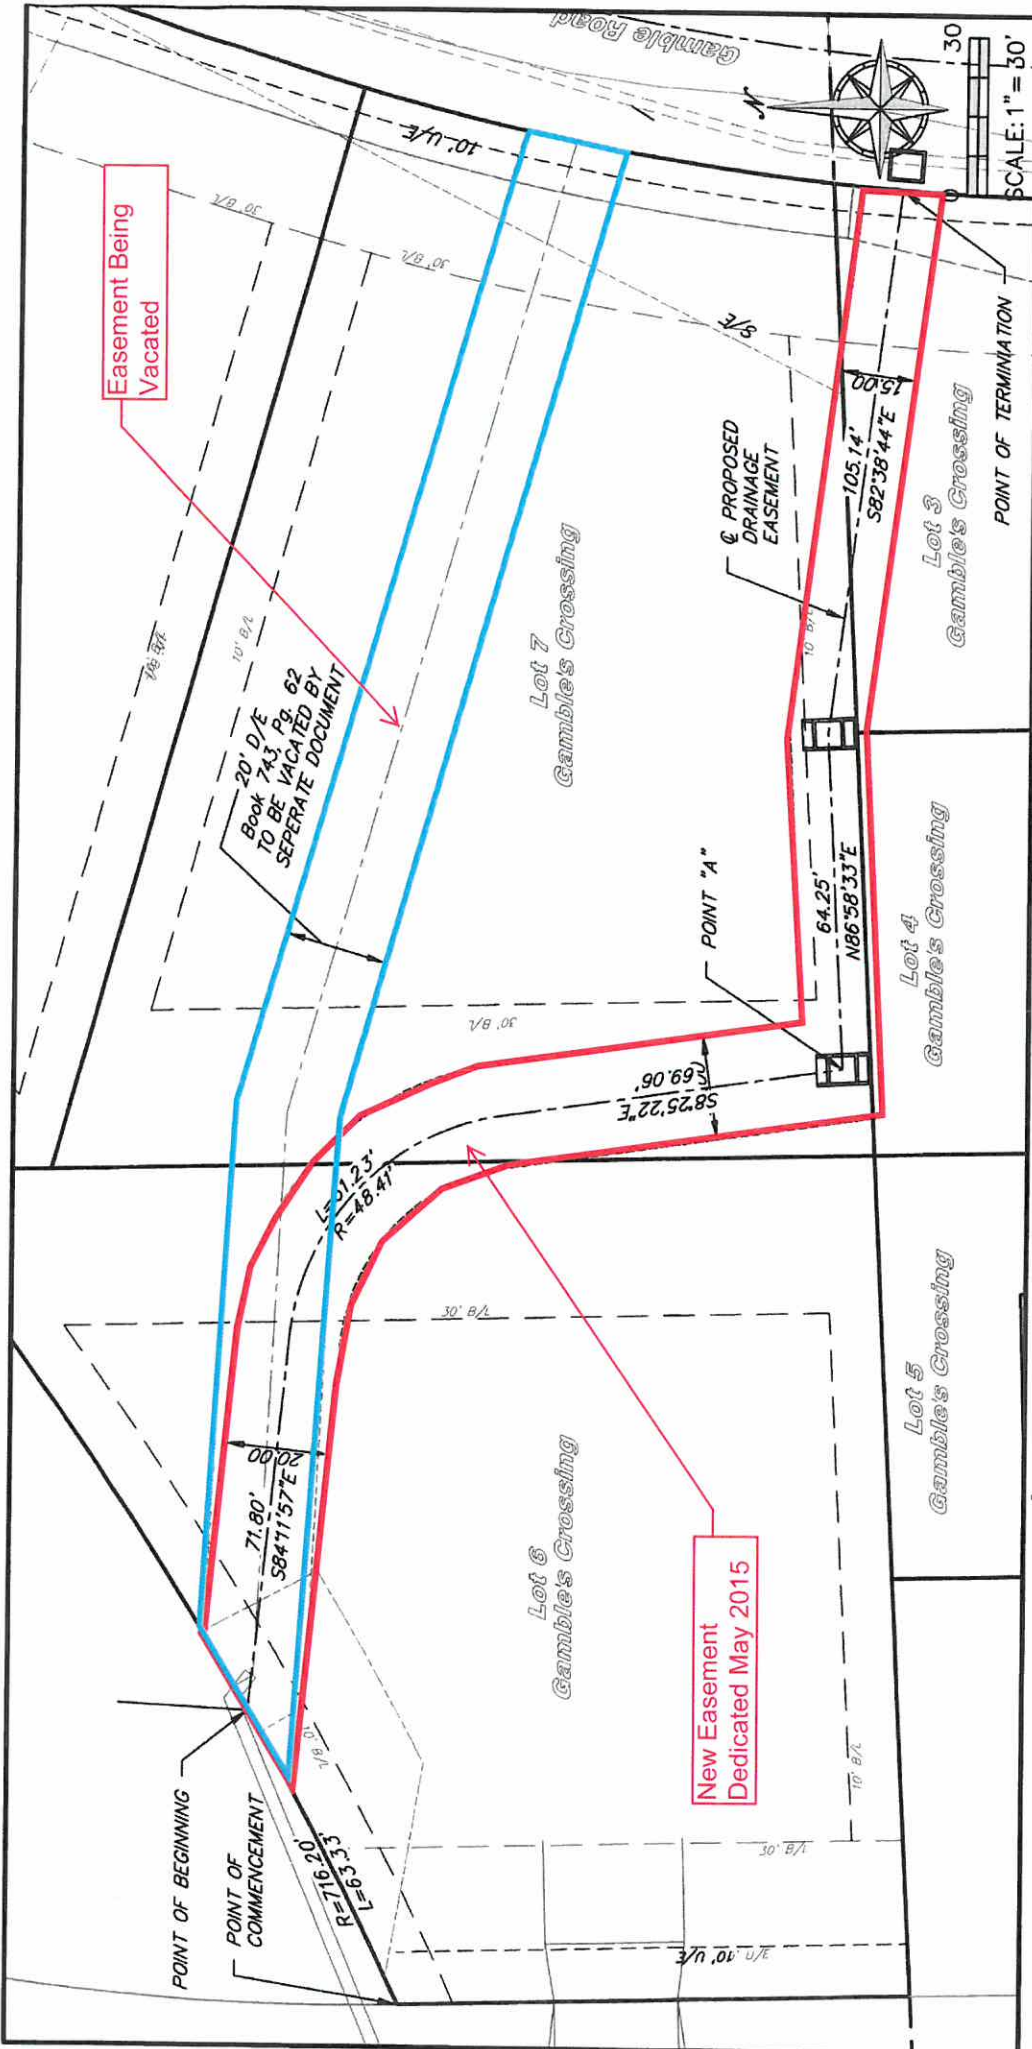 Gamble Road
10' U/E
N
30
0
SCALE: 1" = 30'
Easement Being
Vacated
30' B/L
30' B/L
10' B/L
S/E
20' D/E
Book 743, Pg. 62
TO BE VACATED BY
SEPERATE DOCUMENT
Lot 7
Gamble's Crossing
℄ PROPOSED
DRAINAGE
EASEMENT
15.00
105.14'
S82°38'44"E
POINT OF TERMINATION
Lot 3
Gamble's Crossing
10' B/L
POINT "A"
64.25'
N86°58'33"E
Lot 4
Gamble's Crossing
30' B/L
69.06'
S8°25'22"E
L=51.23'
R=48.41'
30' B/L
20.00
71.80'
S84°11'57"E
Lot 5
Gamble's Crossing
Lot 6
Gamble's Crossing
New Easement
Dedicated May 2015
POINT OF BEGINNING
POINT OF
COMMENCEMENT
R=716.20'
L=63.33'
10' B/L
10' B/L
30' B/L
10' U/E